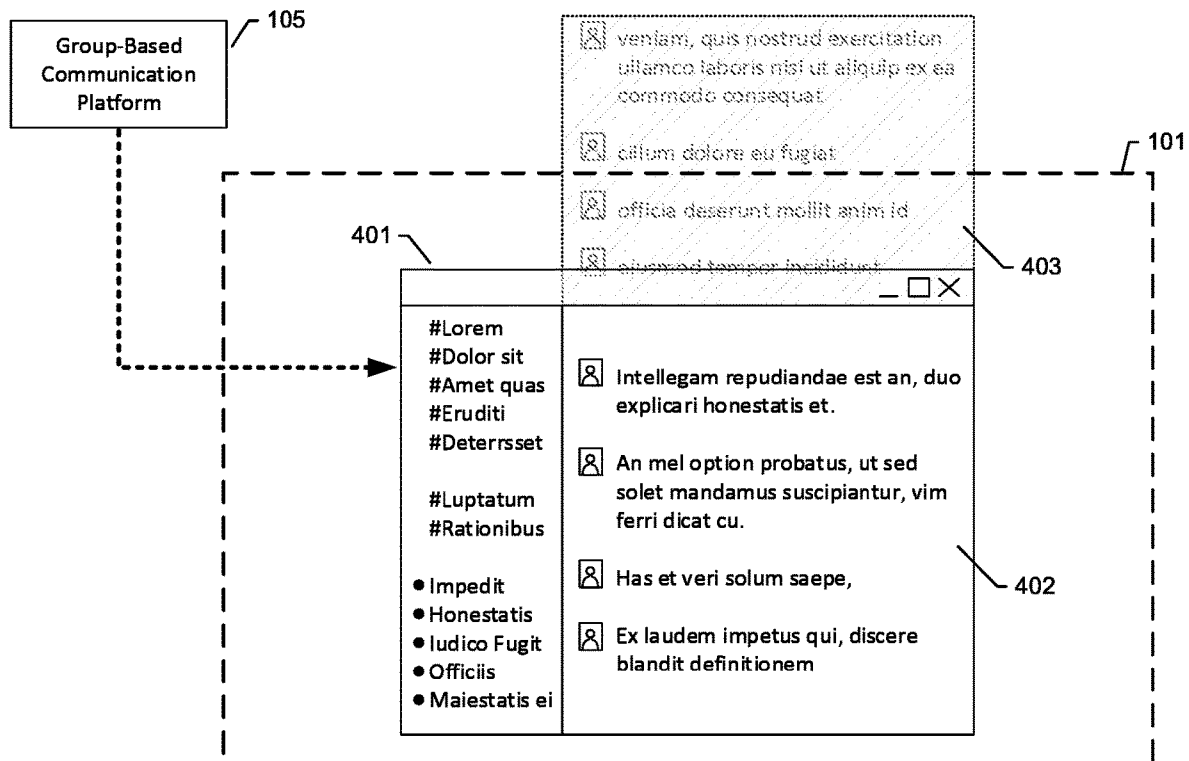 105
Group-Based
Communication
Platform
veniam, quis nostrud exercitation
ullamco laboris nisi ut aliquip ex ea
commodo consequat
cillum dolore eu fugiat
101
officia deserunt mollit anim id
403
eiusmod tempor incididunt
401
#Lorem
#Dolor sit
#Amet quas
#Eruditi
#Deterrsset
#Luptatum
#Rationibus
Impedit
Honestatis
Iudico Fugit
Officiis
Maiestatis ei
Intellegam repudiandae est an, duo
explicari honestatis et.
An mel option probatus, ut sed
solet mandamus suscipiantur, vim
ferri dicat cu.
Has et veri solum saepe,
Ex laudem impetus qui, discere
blandit definitionem
402